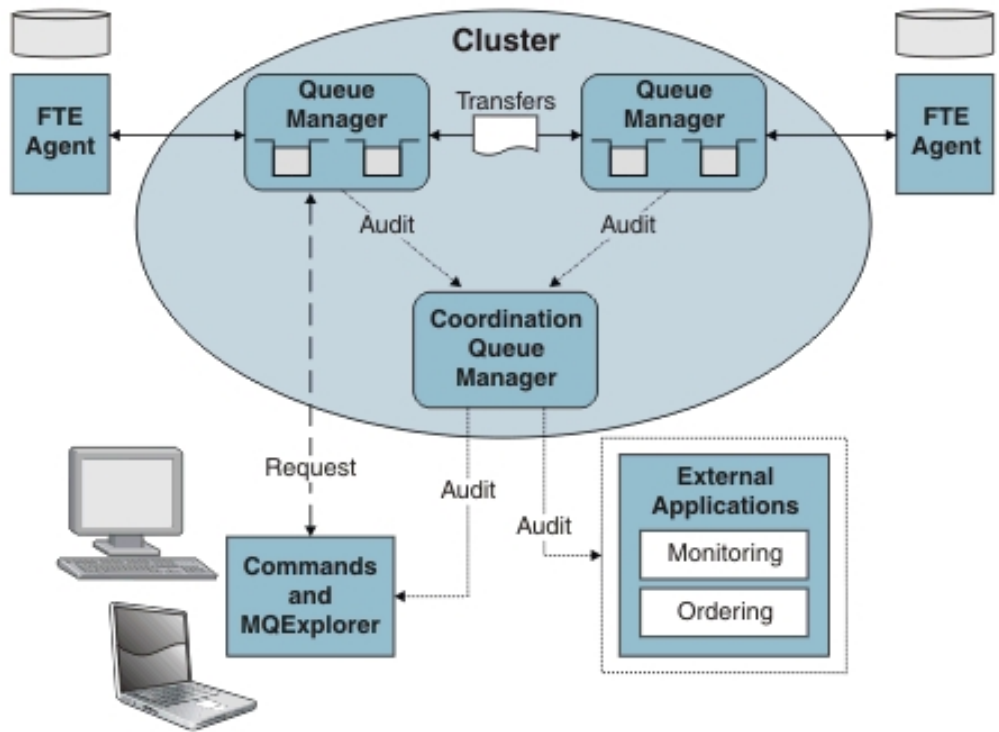 Cluster
FTE
Agent
Queue
Manager
Transfers
Queue
Manager
FTE
Agent
Audit
Audit
Coordination
Queue
Manager
Request
Audit
Audit
Commands
and
MQExplorer
External
Applications
Monitoring
Ordering